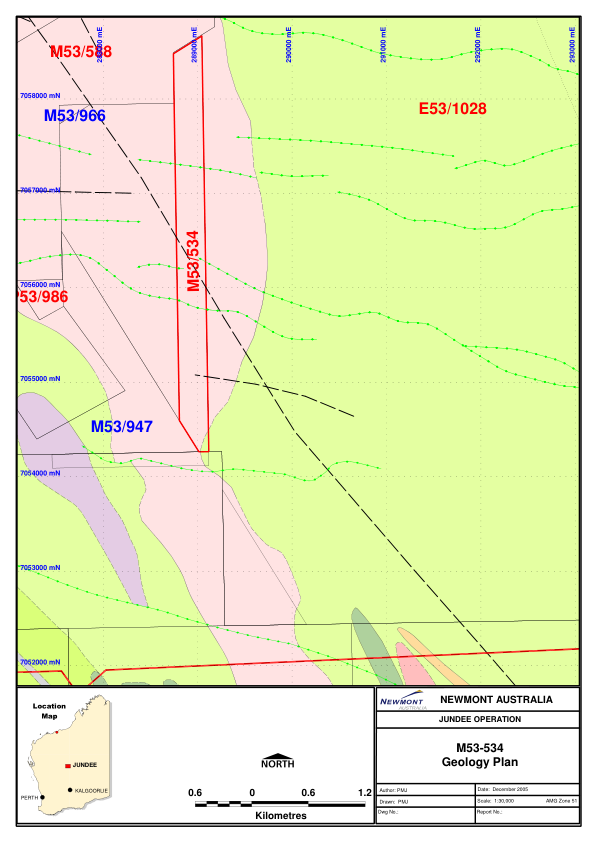 M53/588
289000 mE
290000 mE
291000 mE
292000 mE
293000 mE
7058000 mN
M53/966
E53/1028
7057000 mN
M53/534
7056000 mN
53/986
7055000 mN
M53/947
7054000 mN
7053000 mN
7052000 mN
Location
Map
JUNDEE
KALGOORLIE
PERTH
NORTH
0.6 0 0.6 1.2
Kilometres
NEWMONT
AUSTRALIA
NEWMONT AUSTRALIA
JUNDEE OPERATION
M53-534
Geology Plan
Author: PMJ
Date: December 2005
Drawn: PMJ
Scale: 1:30,000
AMG Zone 51
Dwg No.:
Report No.: